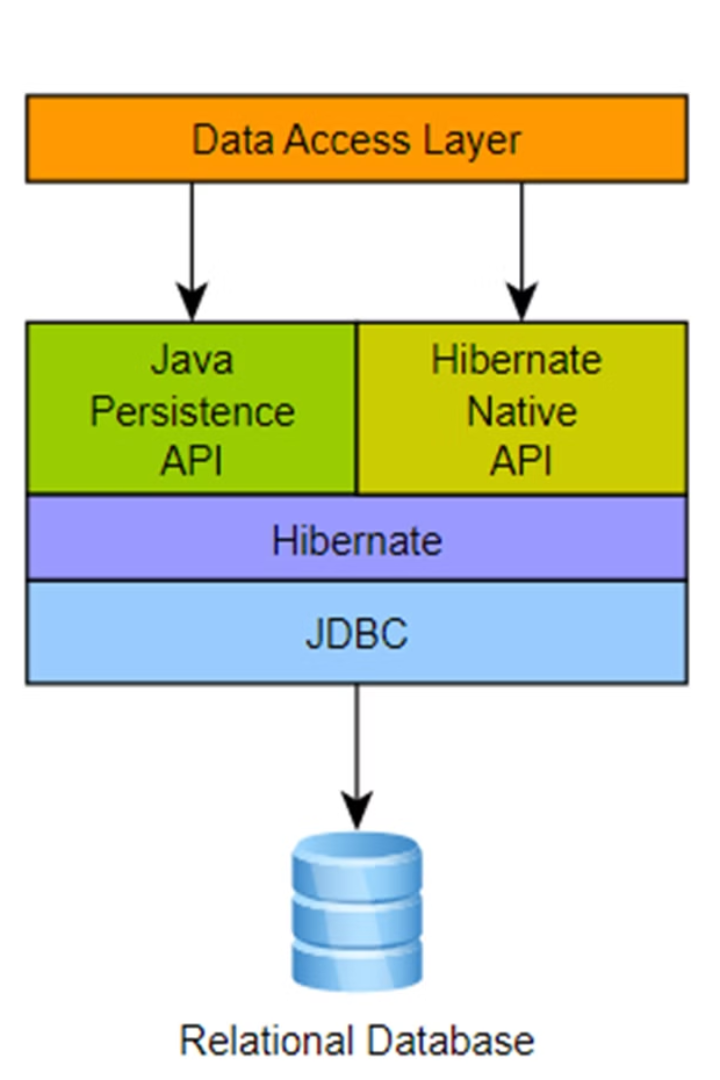 Data Access Layer
Java
Persistence
API
Hibernate
Native
API
Hibernate
JDBC
Relational Database